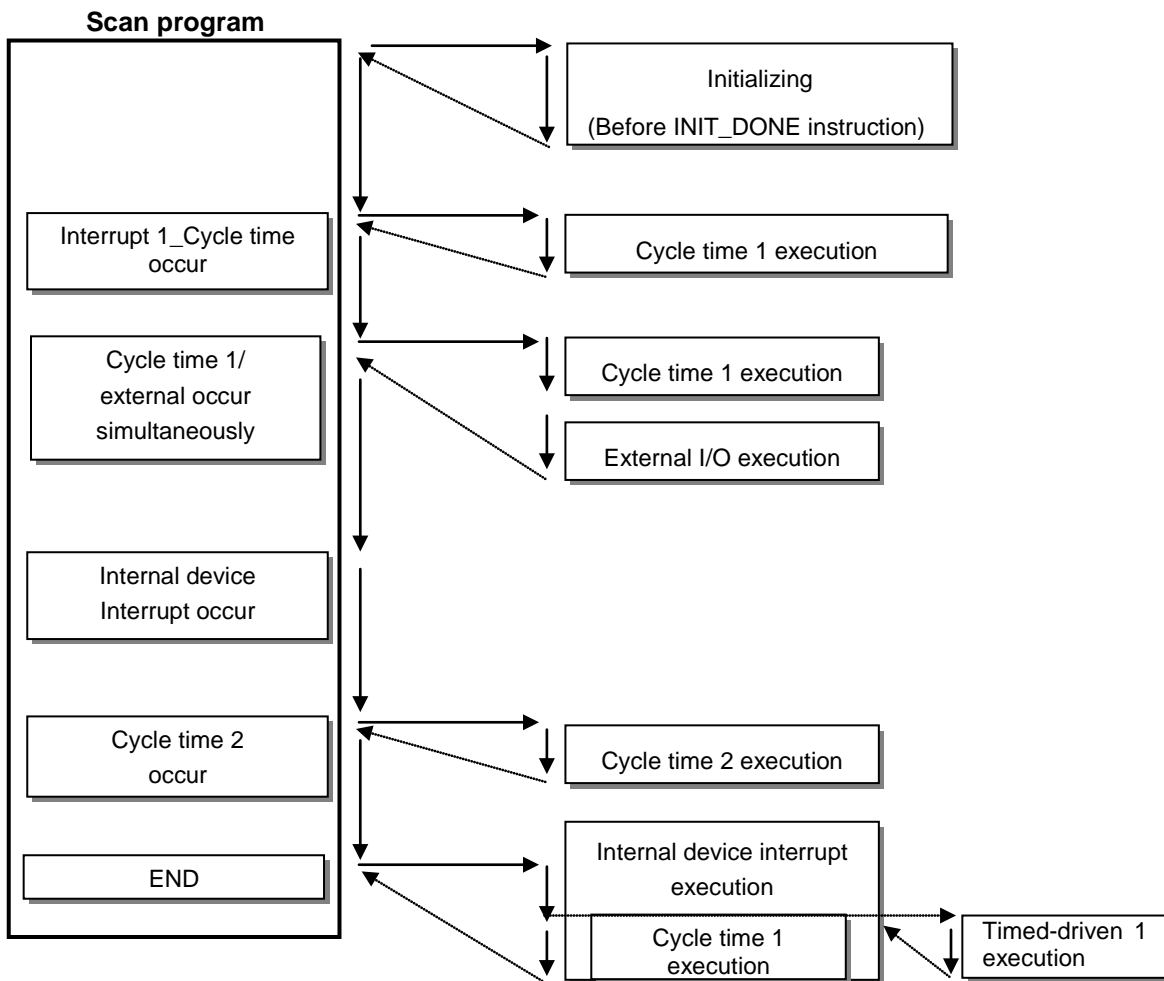 Scan program
Initializing
(Before INIT_DONE instruction)
Interrupt 1_Cycle time
occur
Cycle time 1 execution
Cycle time 1/
external occur
simultaneously
Cycle time 1 execution
External I/O execution
Internal device
Interrupt occur
Cycle time 2
occur
Cycle time 2 execution
END
Internal device interrupt
execution
Cycle time 1
execution
Timed-driven 1
execution